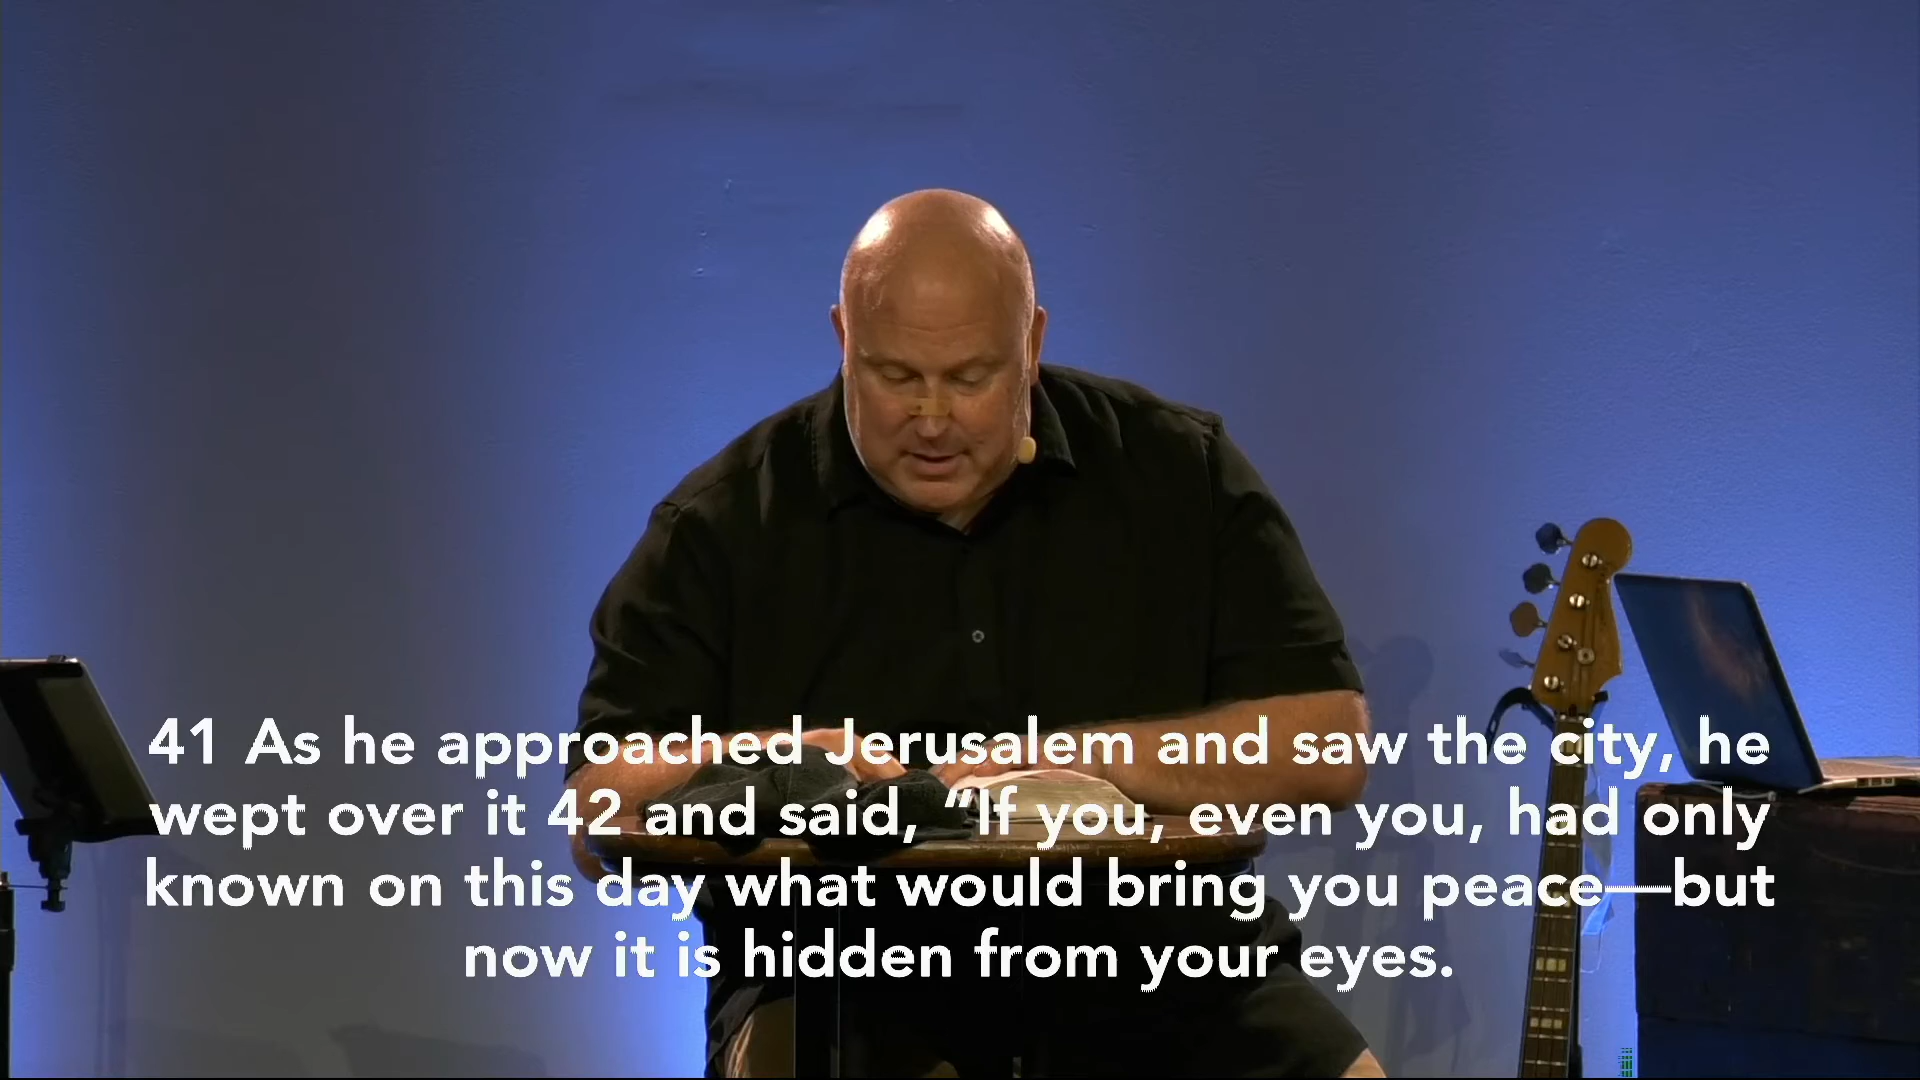 41 As he approached Jerusalem and saw the city, he
wept over it 42 and said, “If you, even you, had only
known on this day what would bring you peace—but
now it is hidden from your eyes.